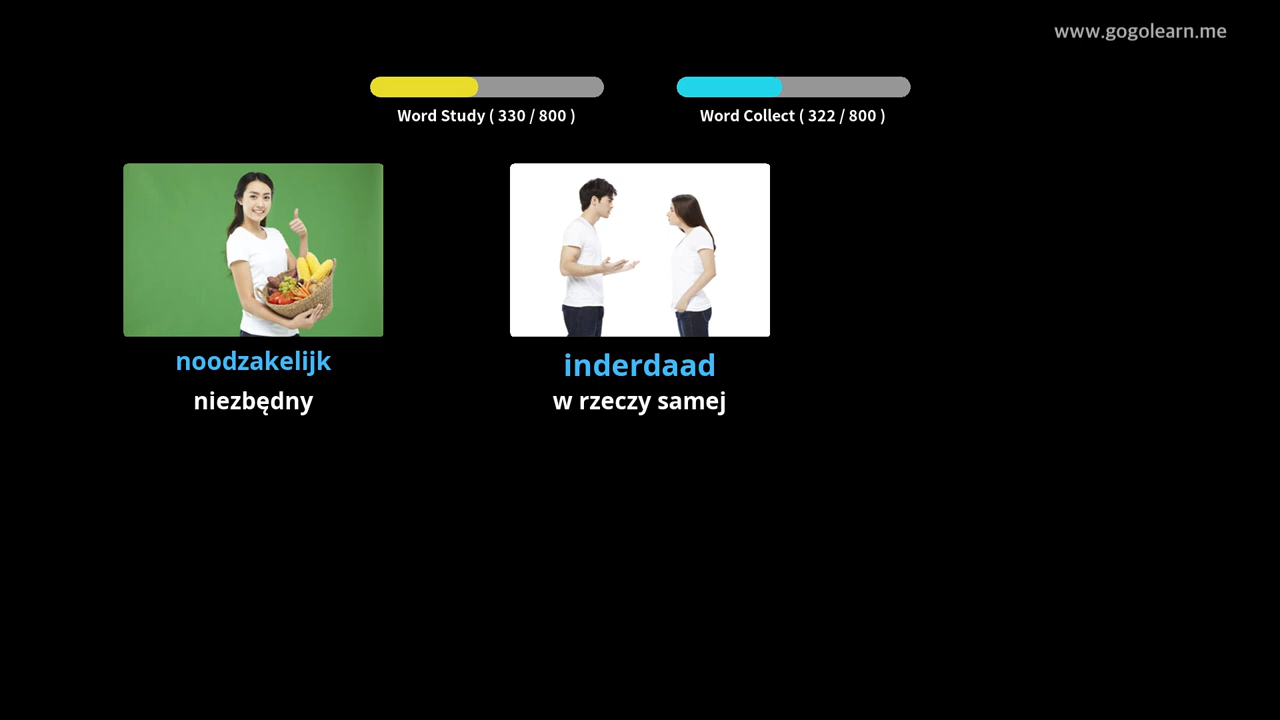 www.gogolearn.me
Word Study ( 330 / 800 )
Word Collect ( 322 / 800 )
noodzakelijk
niezbędny
inderdaad
w rzeczy samej